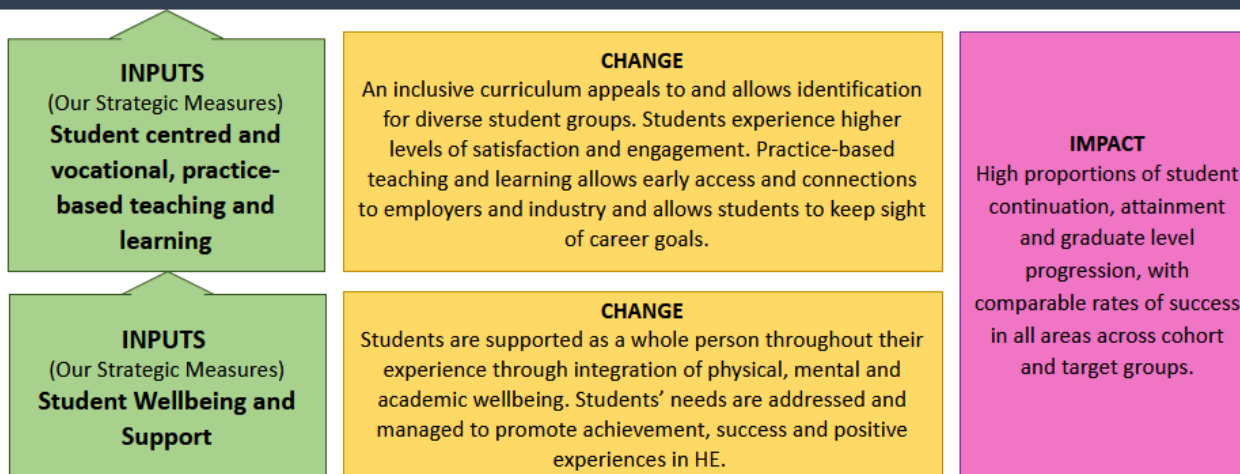 INPUTS
(Our Strategic Measures)
Student centred and
vocational, practice-
based teaching and
learning
CHANGE
An inclusive curriculum appeals to and allows identification
for diverse student groups. Students experience higher
levels of satisfaction and engagement. Practice-based
teaching and learning allows early access and connections
to employers and industry and allows students to keep sight
of career goals.
INPUTS
(Our Strategic Measures)
Student Wellbeing and
Support
CHANGE
Students are supported as a whole person throughout their
experience through integration of physical, mental and
academic wellbeing. Students’ needs are addressed and
managed to promote achievement, success and positive
experiences in HE.
IMPACT
High proportions of student
continuation, attainment
and graduate level
progression, with
comparable rates of success
in all areas across cohort
and target groups.